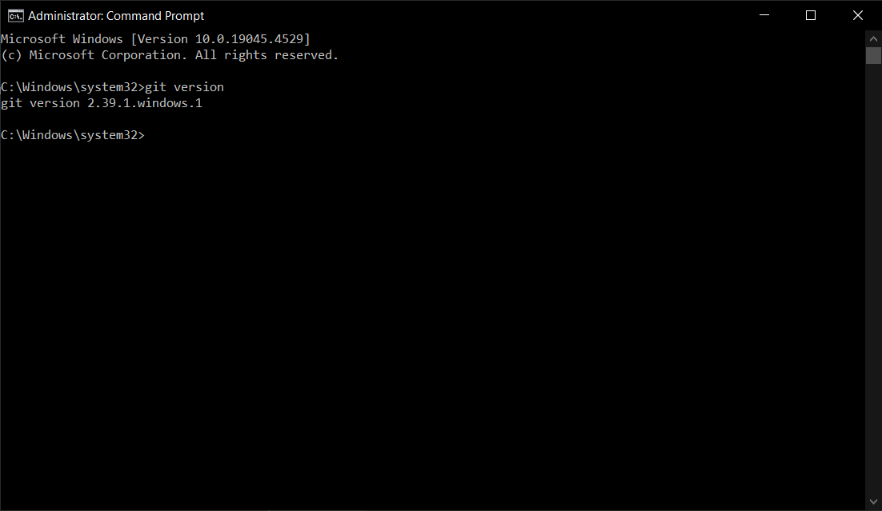 Administrator: Command Prompt
Microsoft Windows [Version 10.0.19045.4529]
(c) Microsoft Corporation. All rights reserved.
C:\Windows\system32>git version
git version 2.39.1.windows.1
C:\Windows\system32>